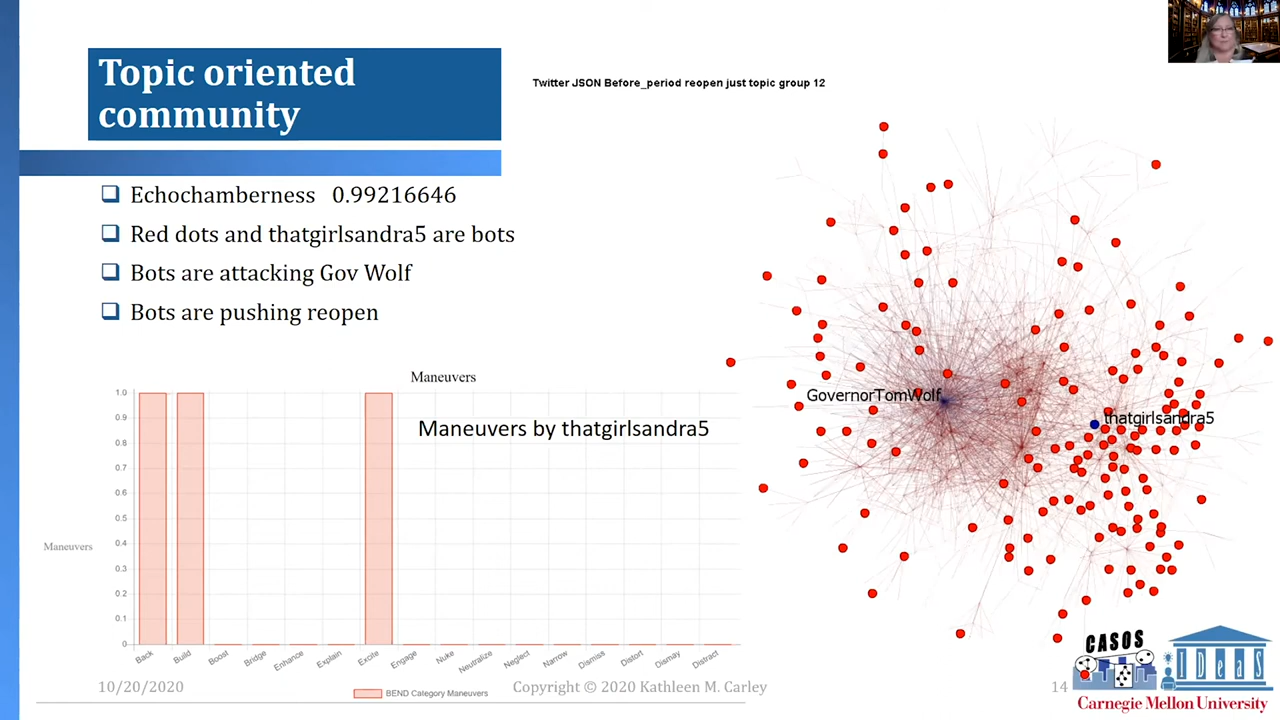 Topic oriented
community
Twitter JSON Before_period reopen just topic group 12
❑ Echochamberness 0.99216646
❑ Red dots and thatgirlsandra5 are bots
❑ Bots are attacking Gov Wolf
❑ Bots are pushing reopen
Maneuvers
Maneuvers by thatgirlsandra5
1.0
0.9
0.8
0.7
0.6
0.5
0.4
0.3
0.2
0.1
0
Maneuvers
Back
Build
Boost
Bridge
Enhance
Explain
Excite
Engage
Nuke
Neutralize
Neglect
Narrow
Dismiss
Distort
Dismay
Distract
BEND Category Maneuvers
GovernorTomWolf
thatgirlsandra5
10/20/2020
Copyright © 2020 Kathleen M. Carley
14
CASOS
IDeaS
Carnegie Mellon University